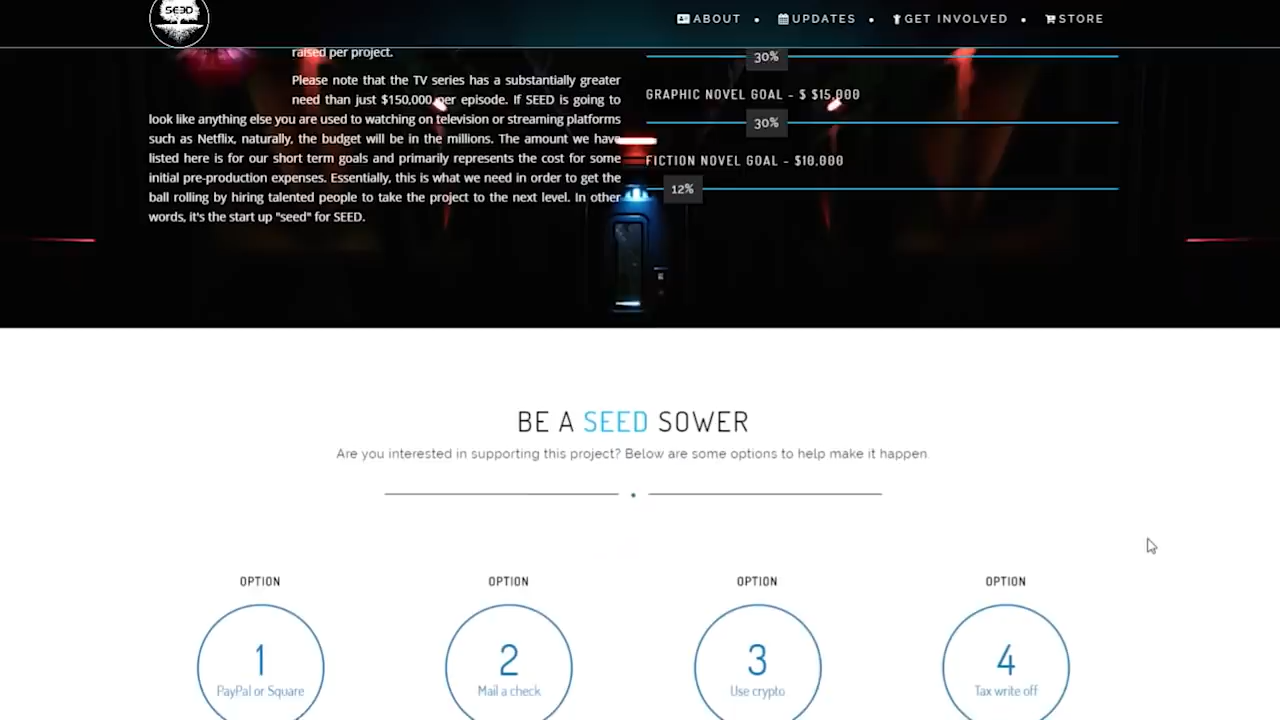 SEED
ABOUT • UPDATES • GET INVOLVED • STORE
raised per project.
Please note that the TV series has a substantially greater
need than just $150,000 per episode. If SEED is going to
look like anything else you are used to watching on television or streaming platforms
such as Netflix, naturally, the budget will be in the millions. The amount we have
listed here is for our short term goals and primarily represents the cost for some
initial pre-production expenses. Essentially, this is what we need in order to get the
ball rolling by hiring talented people to take the project to the next level. In other
words, it's the start up "seed" for SEED.
30%
GRAPHIC NOVEL GOAL - $ $15,000
30%
FICTION NOVEL GOAL - $10,000
12%
BE A SEED SOWER
Are you interested in supporting this project? Below are some options to help make it happen.
OPTION
1
PayPal or Square
OPTION
2
Mail a check
OPTION
3
Use crypto
OPTION
4
Tax write off